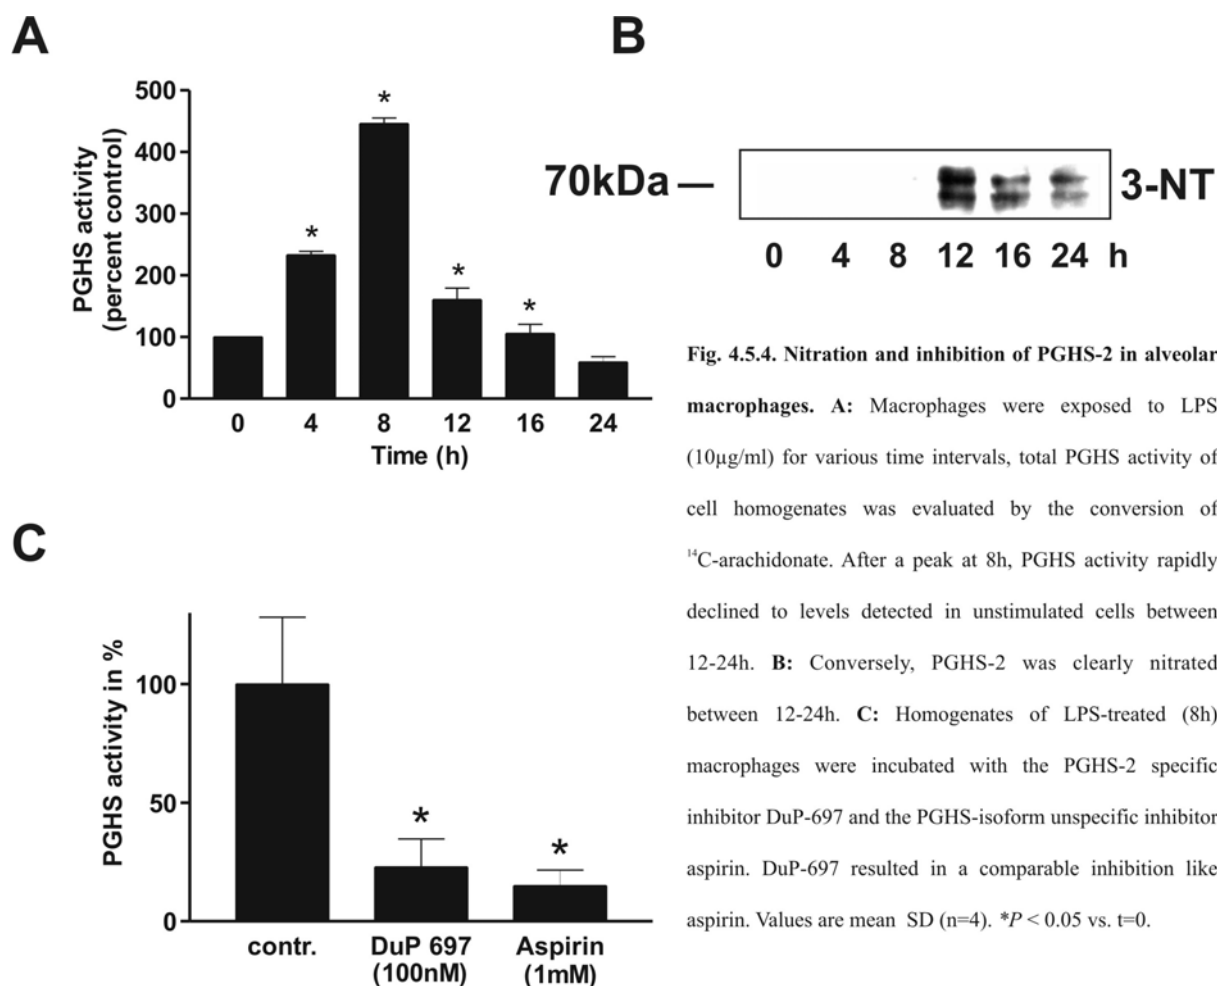 A
500
400
300
200
100
0
PGHS activity
(percent control)
*
*
*
*
0 4 8 12 16 24
Time (h)
B
70kDa —
3-NT
0 4 8 12 16 24 h
C
PGHS activity in %
100
50
0
*
*
contr. DuP 697 Aspirin
(100nM) (1mM)
Fig. 4.5.4. Nitration and inhibition of PGHS-2 in alveolar
macrophages. A: Macrophages were exposed to LPS
(10µg/ml) for various time intervals, total PGHS activity of
cell homogenates was evaluated by the conversion of
¹⁴C-arachidonate. After a peak at 8h, PGHS activity rapidly
declined to levels detected in unstimulated cells between
12-24h. B: Conversely, PGHS-2 was clearly nitrated
between 12-24h. C: Homogenates of LPS-treated (8h)
macrophages were incubated with the PGHS-2 specific
inhibitor DuP-697 and the PGHS-isoform unspecific inhibitor
aspirin. DuP-697 resulted in a comparable inhibition like
aspirin. Values are mean SD (n=4). *P < 0.05 vs. t=0.